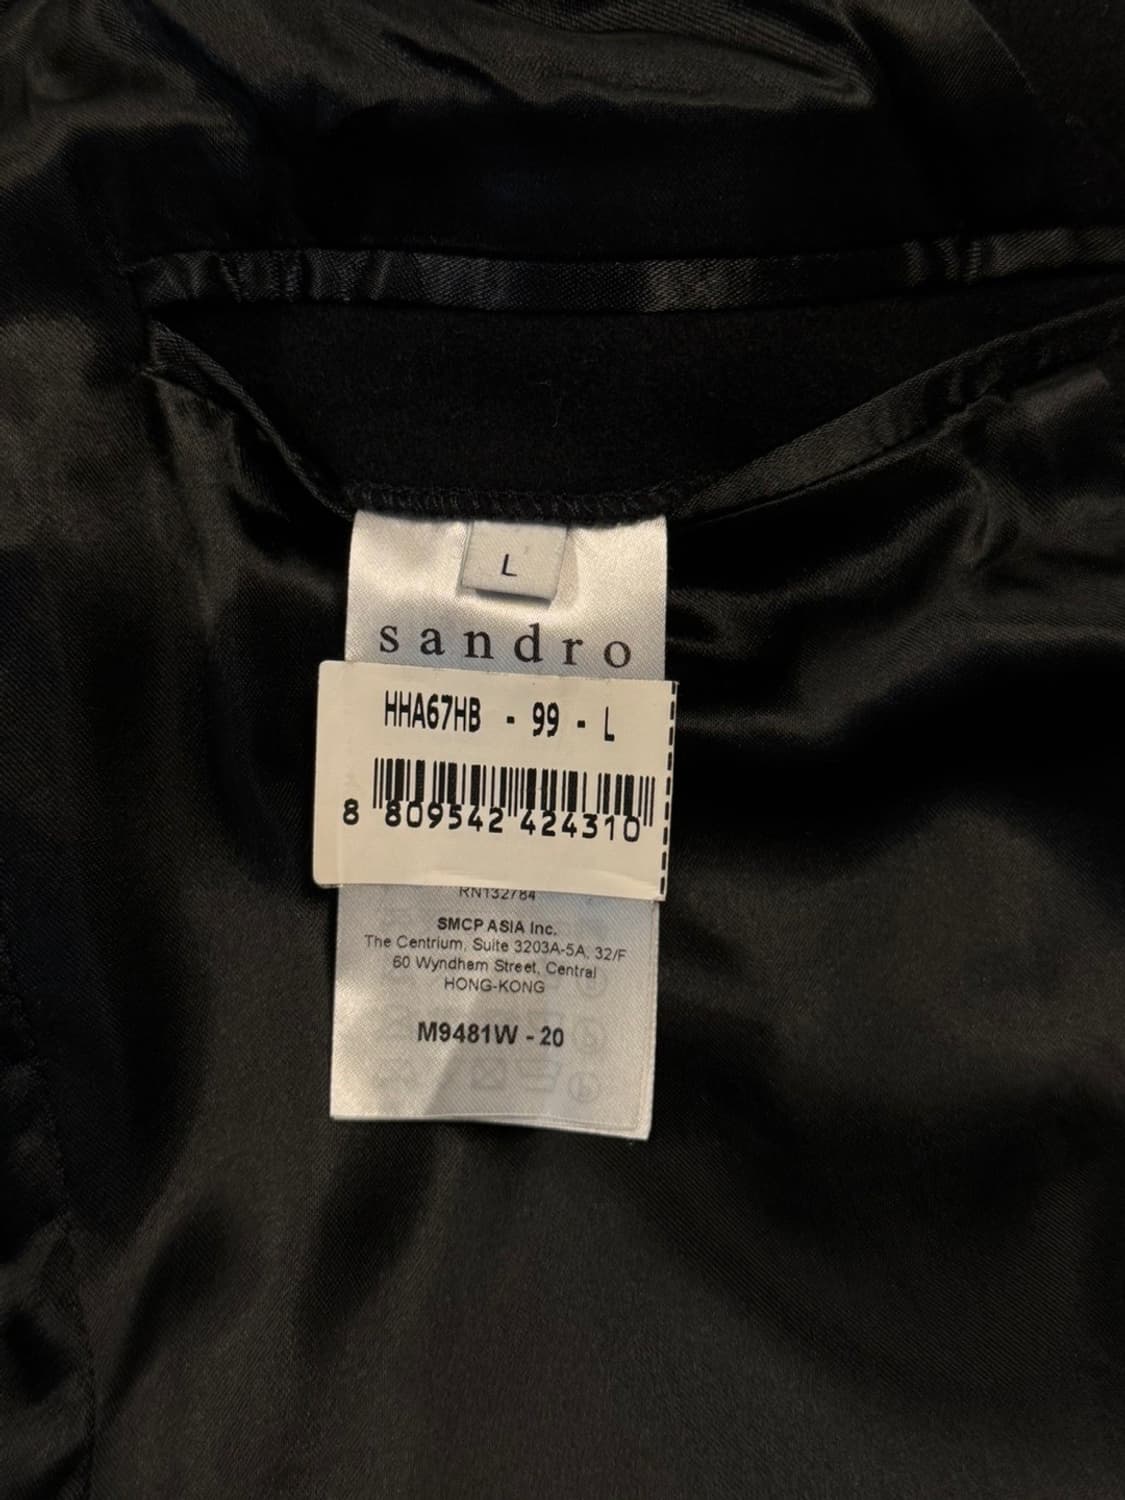 L
sandro
HHA67HB - 99 - L
8 809542 424310
RN132784
SMCP ASIA Inc.
The Centrium, Suite 3203A-5A, 32/F
60 Wyndham Street, Central
HONG-KONG
M9481W - 20